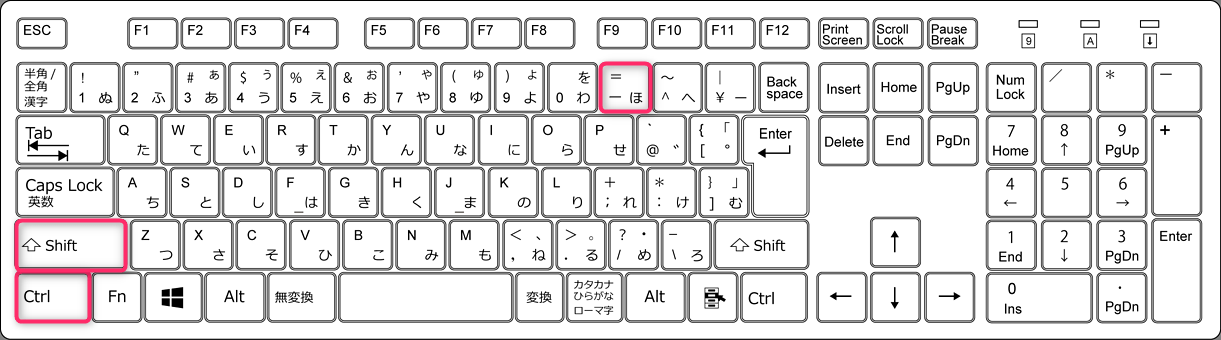 ESC F1 F2 F3 F4 F5 F6 F7 F8 F9 F10 F11 F12 Print Screen Scroll Lock Pause Break 9 A ⬇
半角/全角 漢字 ! 1 ぬ " 2 ふ # ぁ 3 あ $ ぅ 4 う % ぇ 5 え & ぉ 6 お ' ゃ 7 や ( ゅ 8 ゆ ) ょ 9 よ を 0 わ = ー ほ ～ ^ へ | ¥ ー Back space Insert Home PgUp Num Lock ／ * ー
Tab Q た W て E い R す T か Y ん U な I に O ら P せ ` @ ゛ { 「 [ ° Enter Delete End PgDn 7 Home 8 ↑ 9 PgUp +
Caps Lock 英数 A ち S と D し F _は G き H く J _ま K の L り + ; れ * : け } 」 ] む 4 ← 5 6 →
⇧ Shift Z つ X さ C そ V ひ B こ N み M も < 、 , ね > 。 . る ? ・ / め _ \ ろ ⇧ Shift ↑ 1 End 2 ↓ 3 PgDn Enter
Ctrl Fn Alt 無変換 変換 カタカナ ひらがな ローマ字 Alt Ctrl ← ↓ → 0 Ins . PgDn